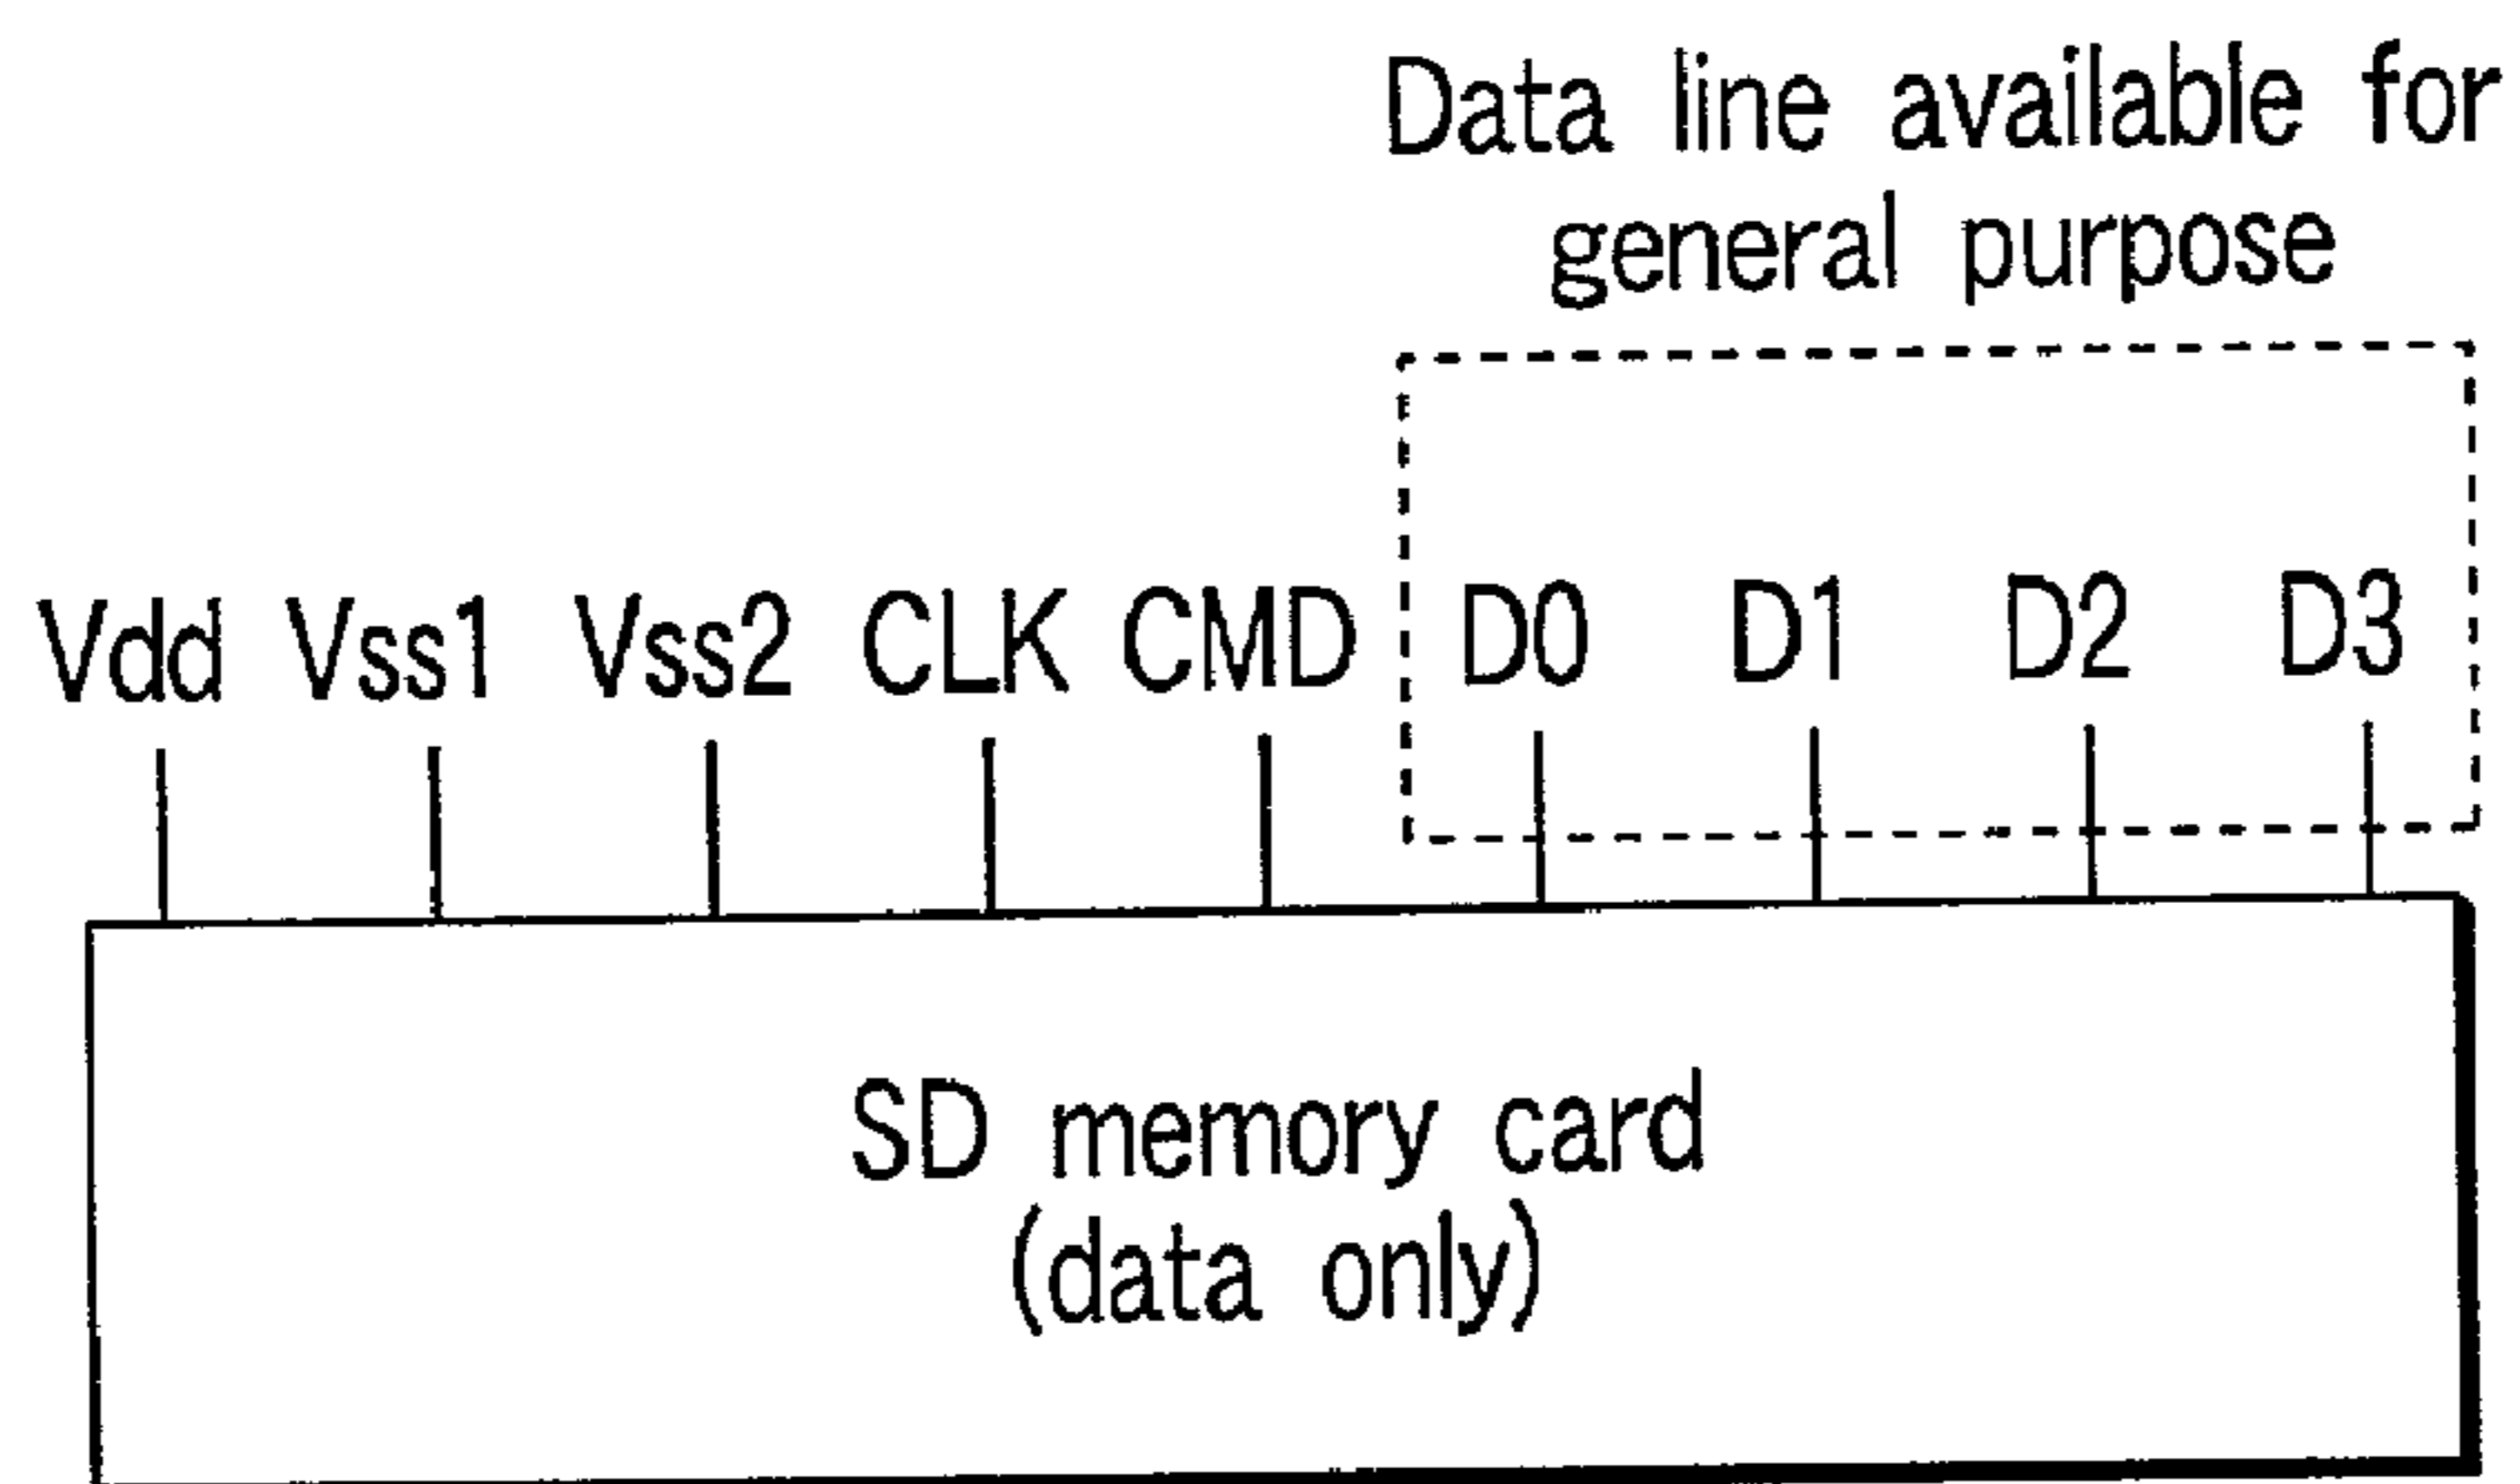 Data line available for
general purpose
Vdd Vss1 Vss2 CLK CMD D0 D1 D2 D3
SD memory card
(data only)